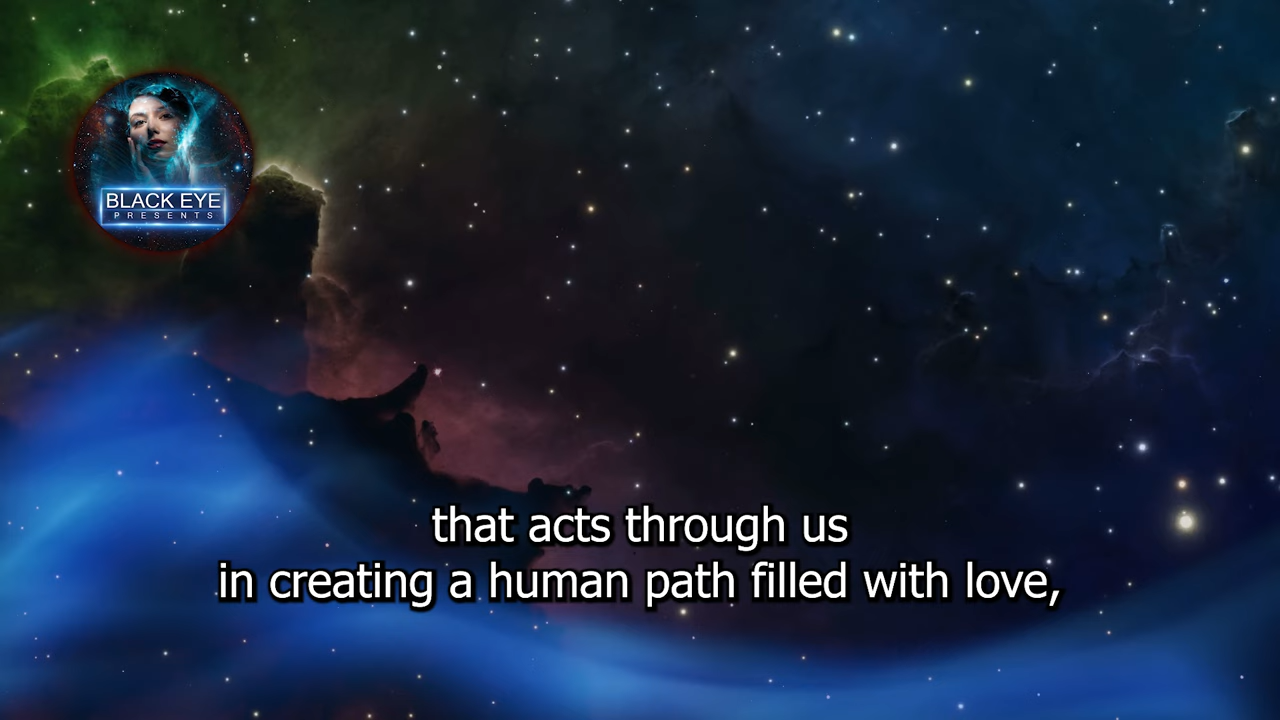 BLACK EYE
PRESENTS
that acts through us
in creating a human path filled with love,